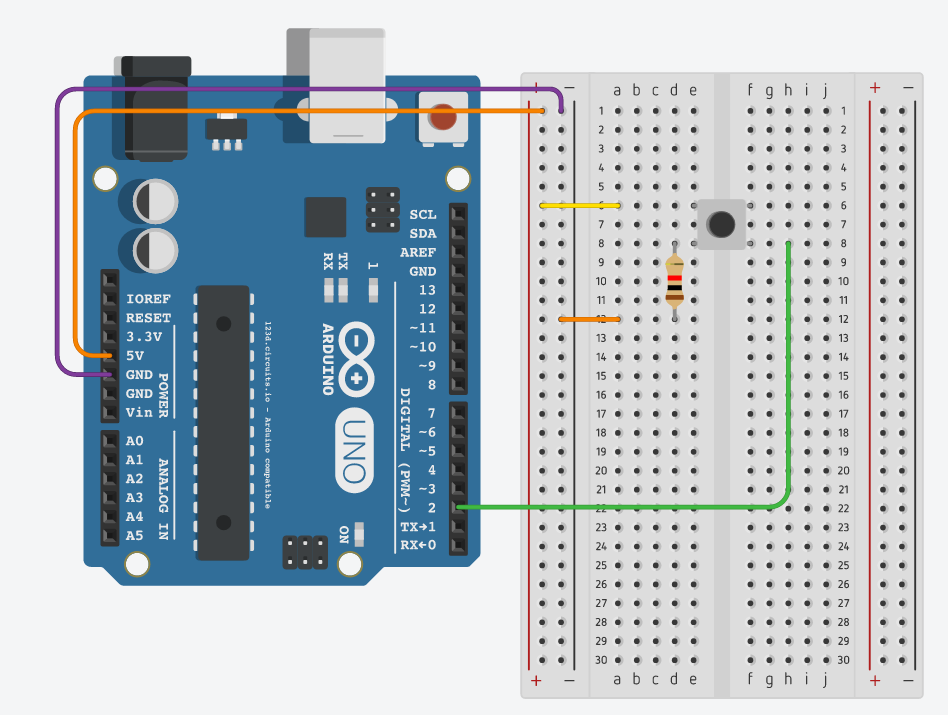 SCL
SDA
AREF
GND
13
12
~11
~10
~9
8
7
~6
~5
4
~3
2
TX→1
RX←0
DIGITAL (PWM~)
IOREF
RESET
3.3V
5V
GND
GND
Vin
POWER
A0
A1
A2
A3
A4
A5
ANALOG IN
RX
TX
1
ARDUINO
UNO
ON
123d.circuits.io - Arduino compatible
+ − a b c d e f g h i j + −
1 1
2 2
3 3
4 4
5 5
6 6
7 7
8 8
9 9
10 10
11 11
12 12
13 13
14 14
15 15
16 16
17 17
18 18
19 19
20 20
21 21
22 22
23 23
24 24
25 25
26 26
27 27
28 28
29 29
30 30
+ − a b c d e f g h i j + −